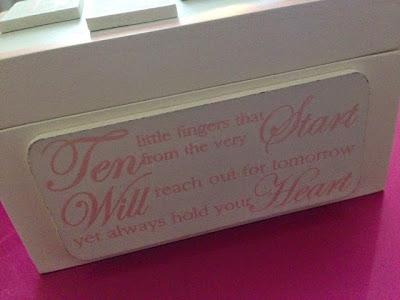 Ten little fingers that
from the very Start
Will reach out for tomorrow
yet always hold your Heart